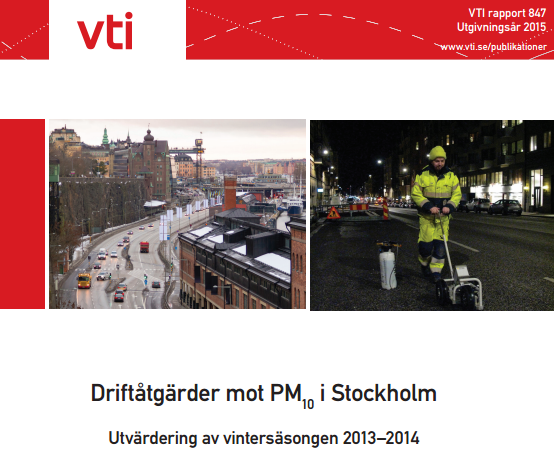 vti
VTI rapport 847
Utgivningsår 2015
www.vti.se/publikationer
Driftåtgärder mot PM10 i Stockholm
Utvärdering av vintersäsongen 2013–2014